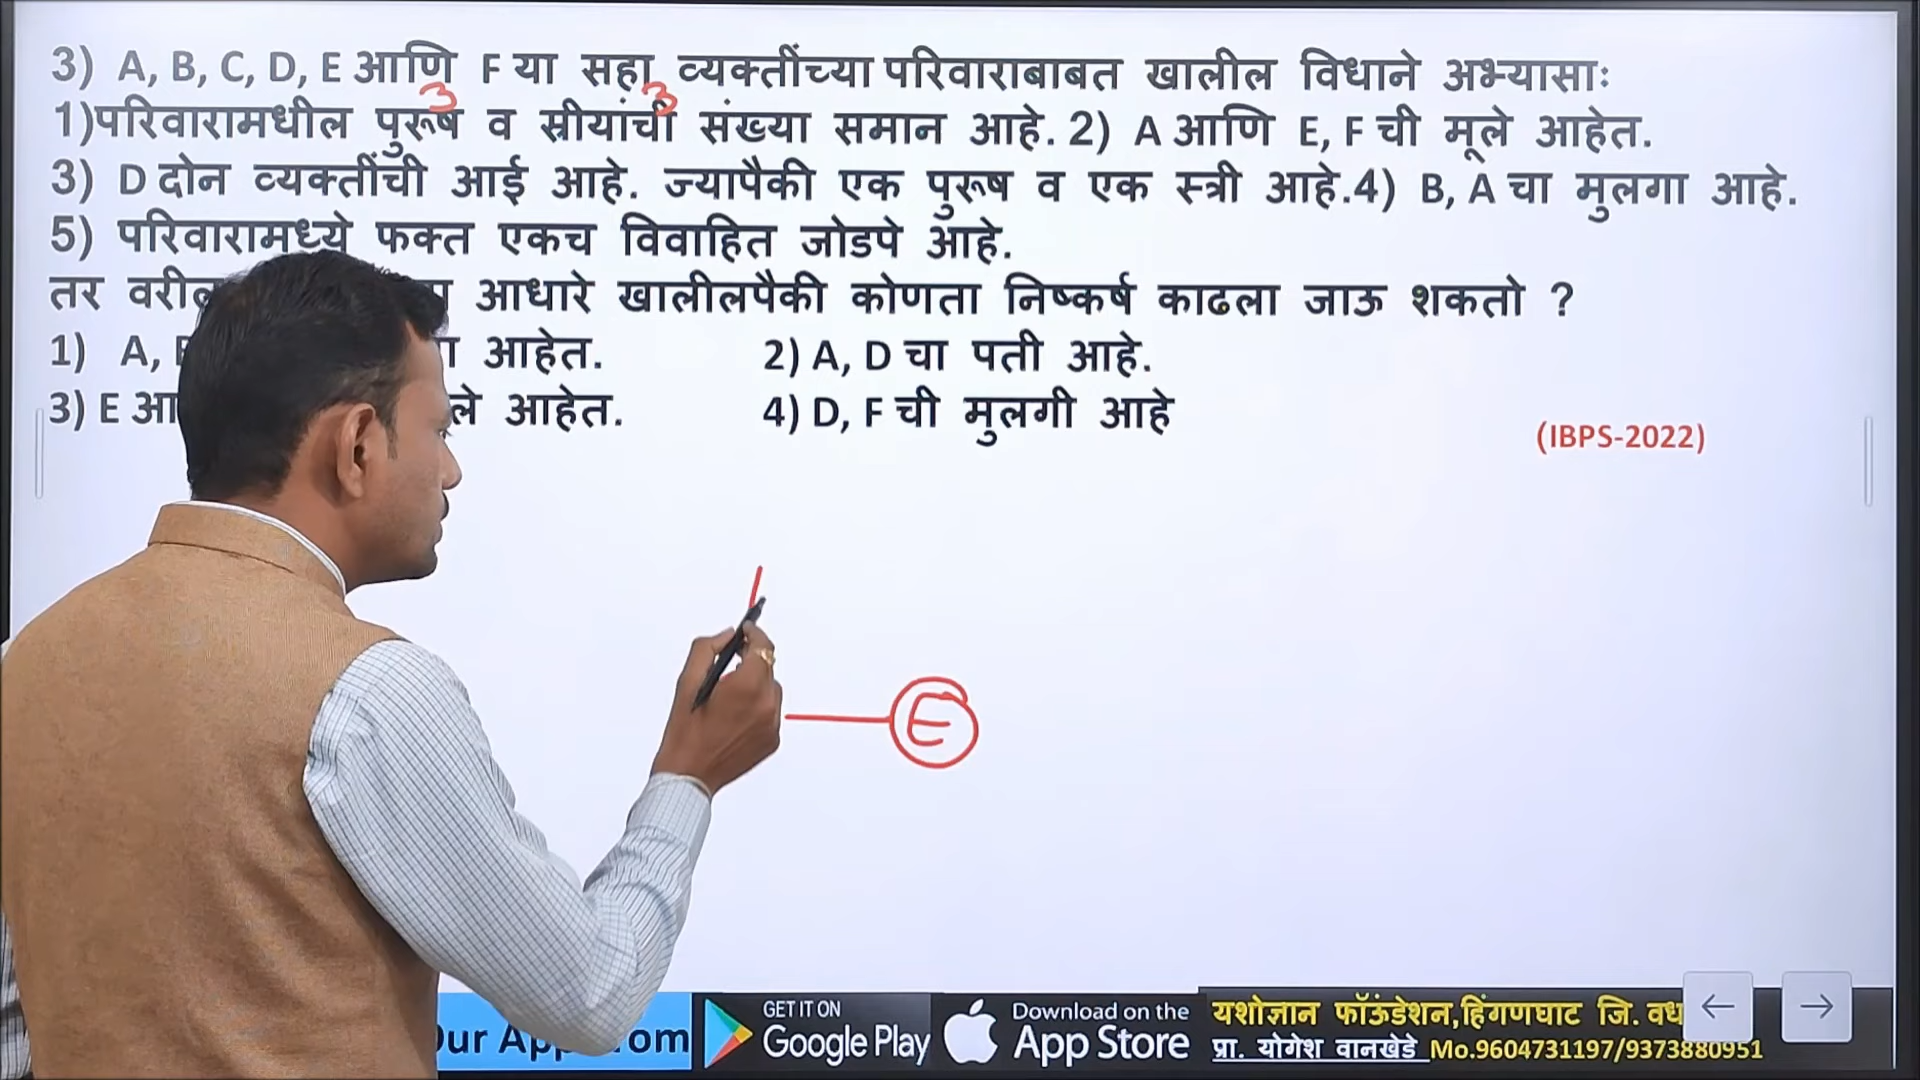 3) A, B, C, D, E आणि F या सहा व्यक्तींच्या परिवाराबाबत खालील विधाने अभ्यासाः
3 3
1)परिवारामधील पुरूष व स्रीयांची संख्या समान आहे. 2) A आणि E, F ची मूले आहेत.
3) D दोन व्यक्तींची आई आहे. ज्यापैकी एक पुरूष व एक स्त्री आहे.4) B, A चा मुलगा आहे.
5) परिवारामध्ये फक्त एकच विवाहित जोडपे आहे.
तर आधारे खालीलपैकी कोणता निष्कर्ष काढला जाऊ शकतो ?
1) A, आहेत. 2) A, D चा पती आहे.
3) E आहेत. 4) D, F ची मुलगी आहे
(IBPS-2022)
E
GET IT ON
Google Play
Download on the
App Store
यशोज्ञान फॉऊंडेशन,हिंगणघाट जि.
प्रा. योगेश वानखेडे Mo.9604731197/9373880951